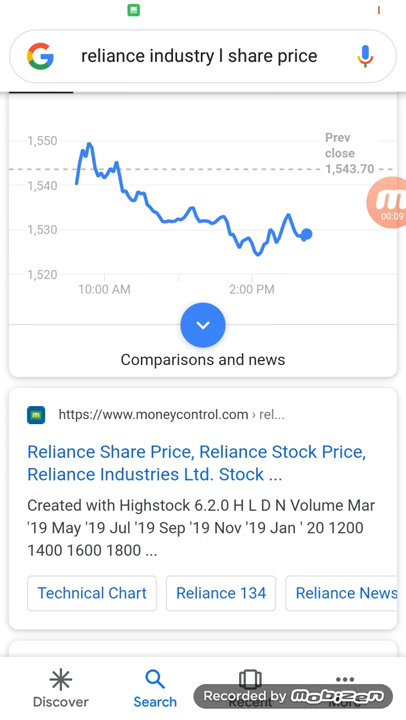 reliance industry l share price
1,550
Prev
close
1,543.70
1,540
1,530
1,520
10:00 AM
2:00 PM
00:09
Comparisons and news
https://www.moneycontrol.com › rel...
Reliance Share Price, Reliance Stock Price,
Reliance Industries Ltd. Stock ...
Created with Highstock 6.2.0 H L D N Volume Mar
'19 May '19 Jul '19 Sep '19 Nov '19 Jan ' 20 1200
1400 1600 1800 ...
Technical Chart
Reliance 134
Reliance News
Discover
Search
Recent
More
Recorded by MOBIZEN